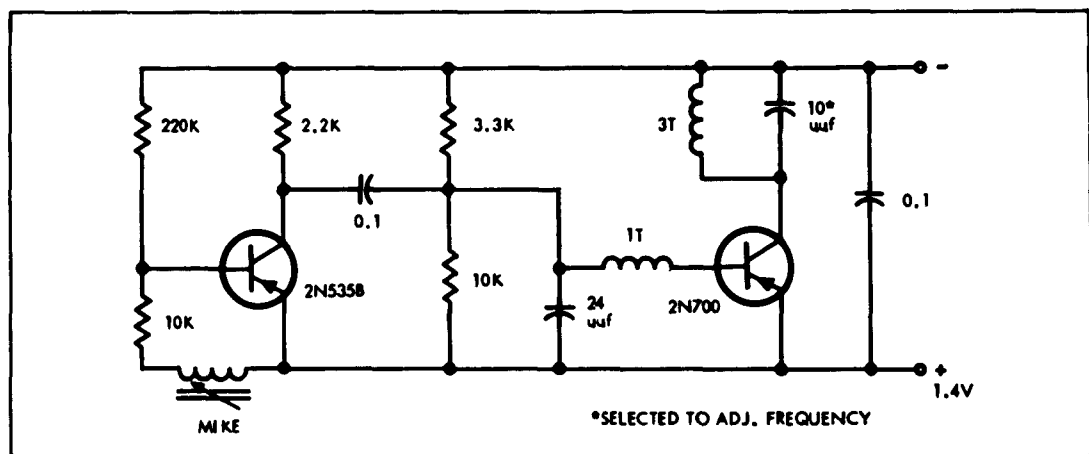 220K
2.2K
3.3K
3T
10*
uuf
0.1
0.1
1T
10K
10K
2N535B
24
uuf
2N700
MIKE
*SELECTED TO ADJ. FREQUENCY
-
+
1.4V